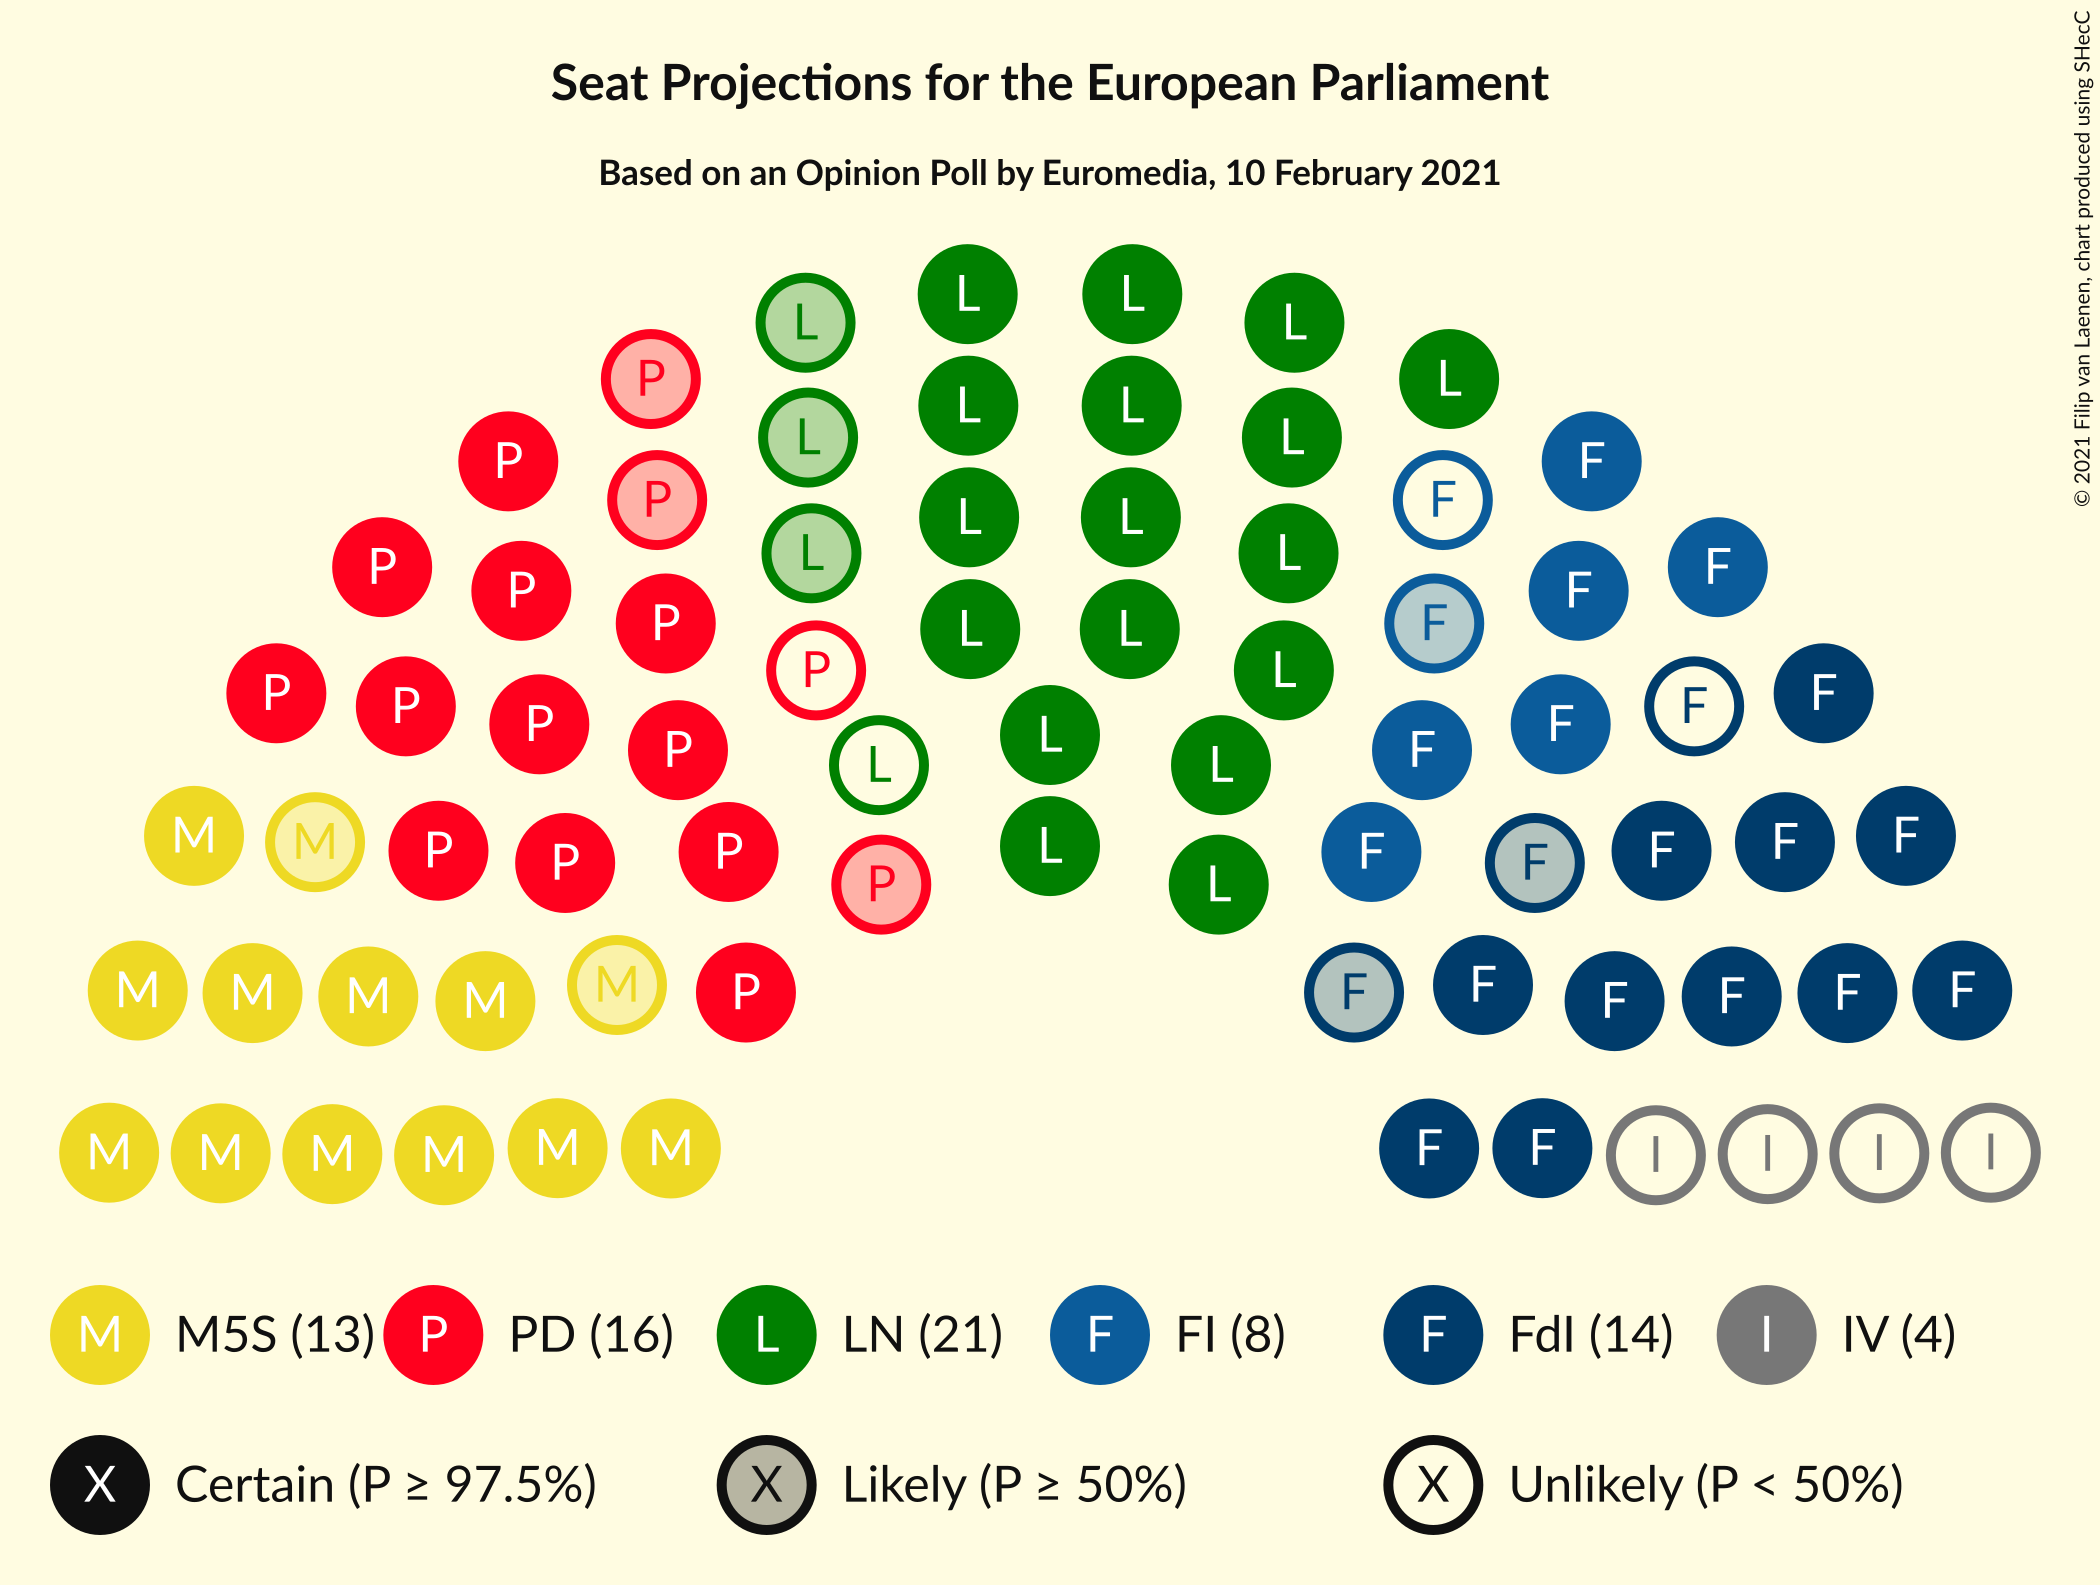 Seat Projections for the European Parliament
Based on an Opinion Poll by Euromedia, 10 February 2021
© 2021 Filip van Laenen, chart produced using SHecC
L L
L L
P L
L L
L L
P F
P F
L L
P L
P F
P F
P F
P L L F
P L
P F
P F
P F
P F
L
L L
M F
M F
P F
P F
P F
L
P L
M F
M F
M F
M F
M F
P F
M M M M M M F F I I I I
M M5S (13) P PD (16) L LN (21) F FI (8) F FdI (14) I IV (4)
X Certain (P ≥ 97.5%) X Likely (P ≥ 50%) X Unlikely (P < 50%)